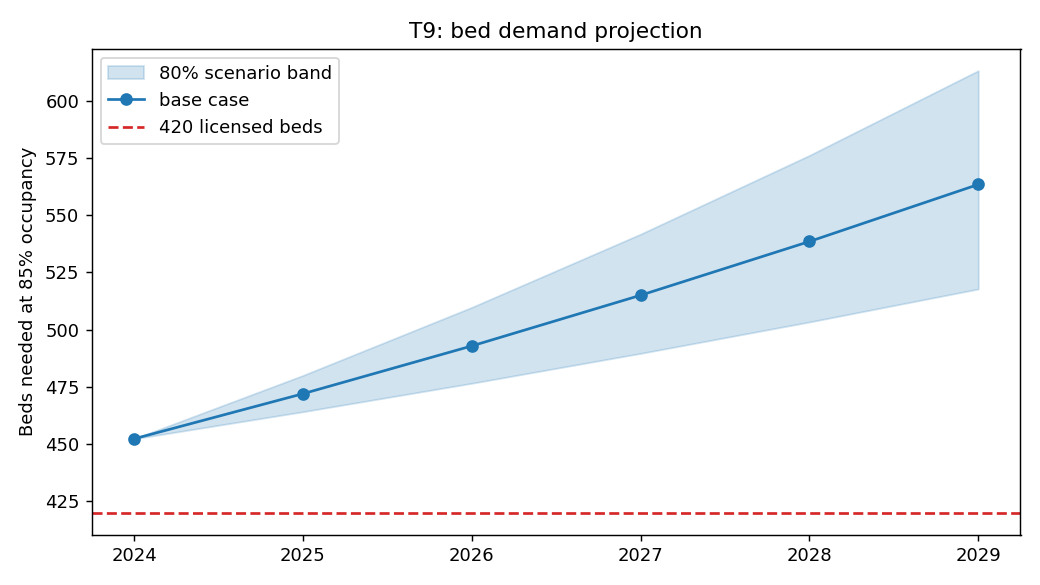 T9: bed demand projection
80% scenario band
base case
420 licensed beds
Beds needed at 85% occupancy
600
575
550
525
500
475
450
425
2024
2025
2026
2027
2028
2029